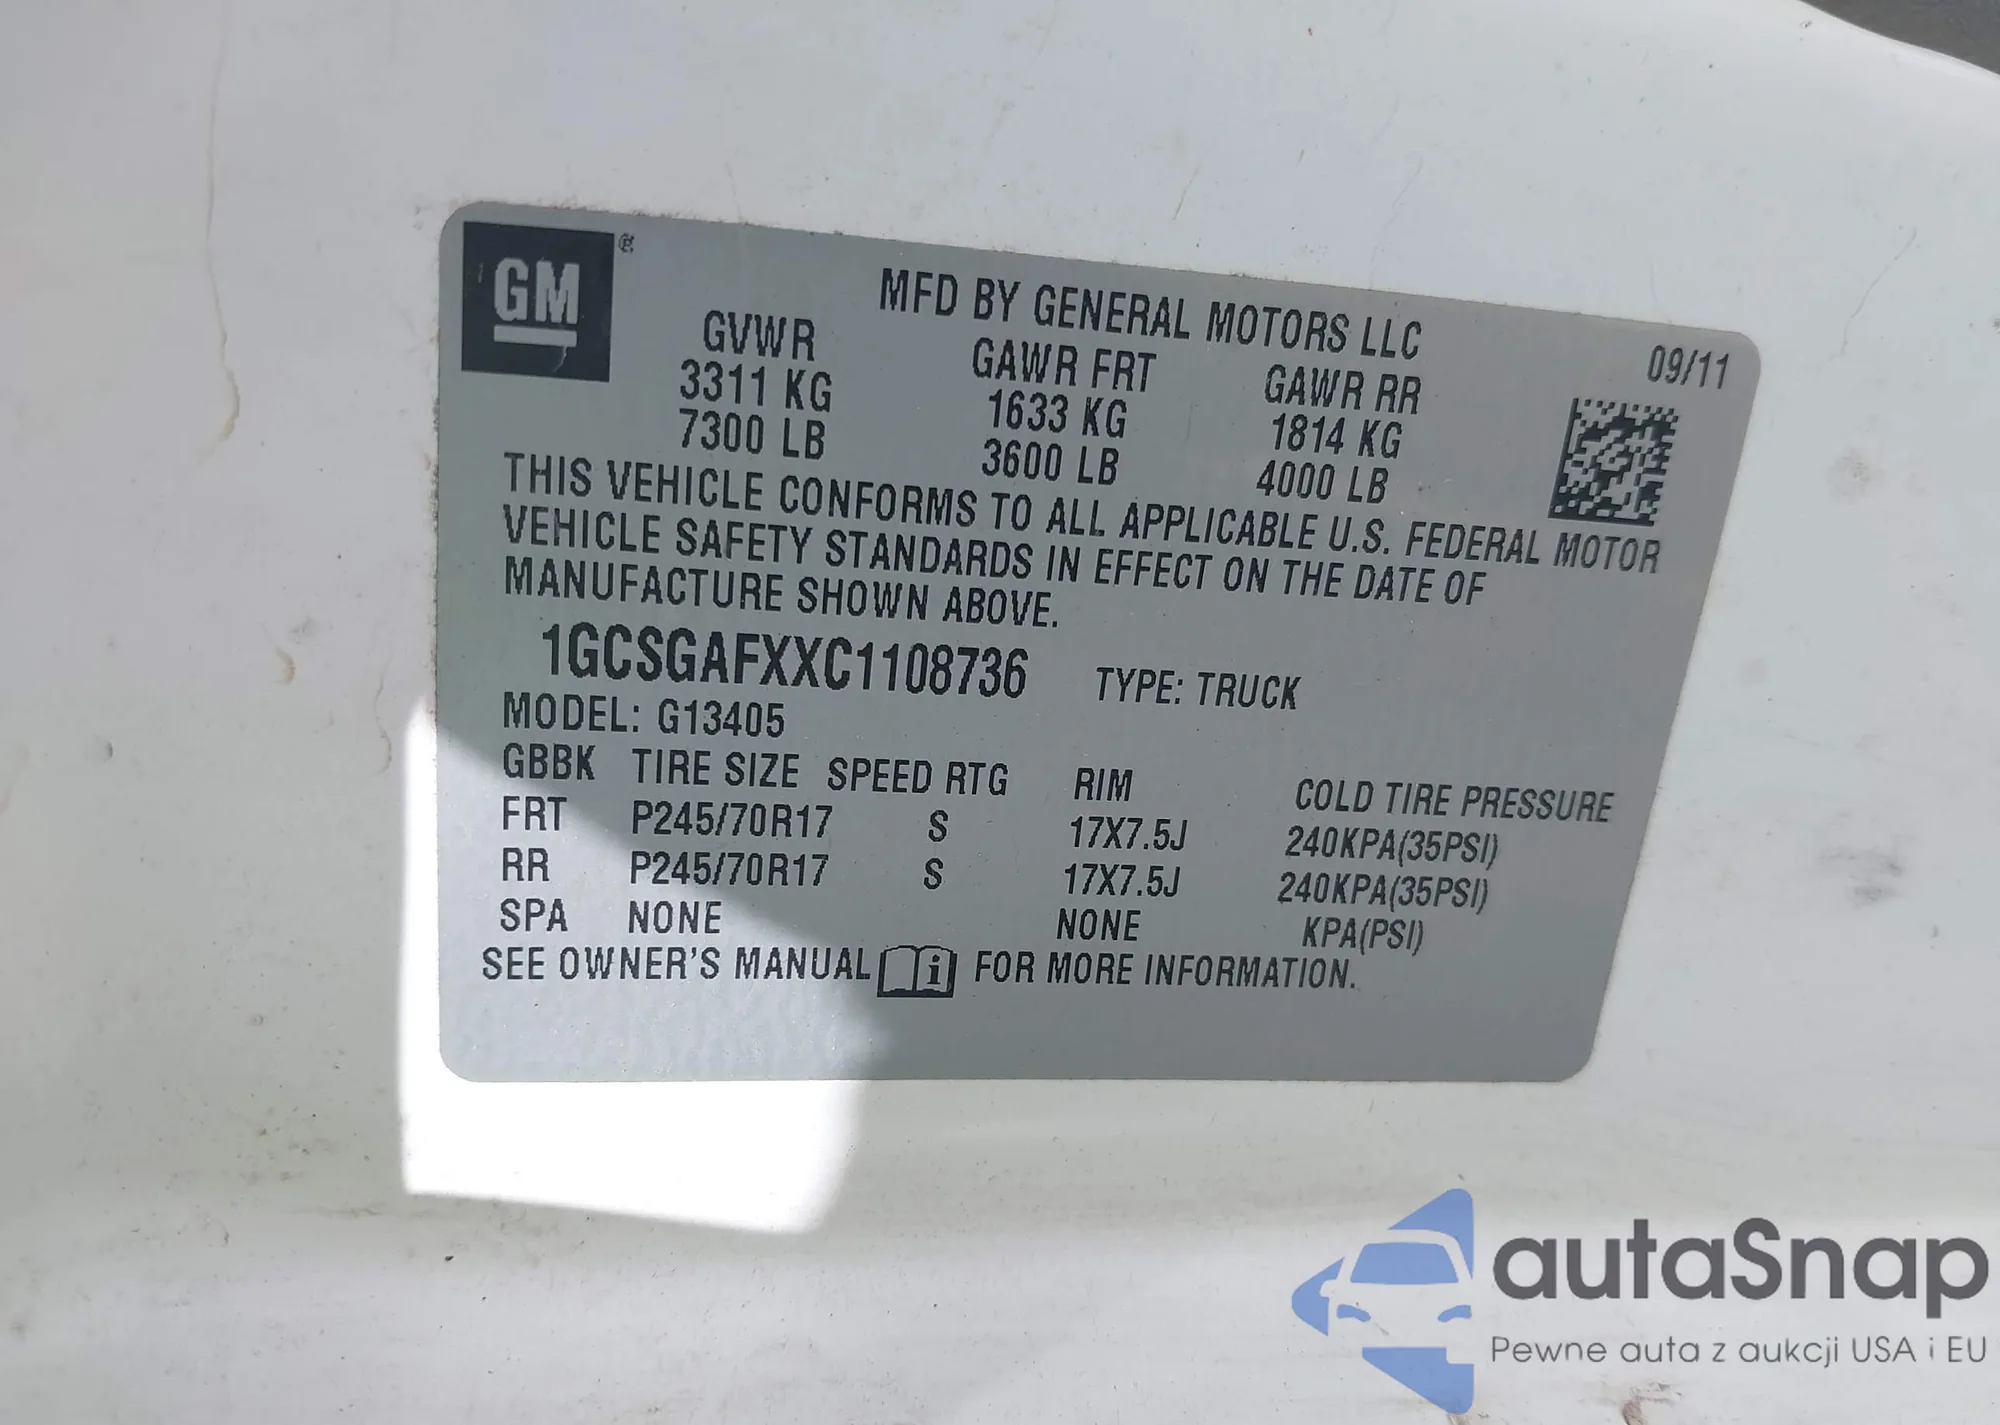 GM ®
MFD BY GENERAL MOTORS LLC
09/11
GVWR GAWR FRT GAWR RR
3311 KG 1633 KG 1814 KG
7300 LB 3600 LB 4000 LB
THIS VEHICLE CONFORMS TO ALL APPLICABLE U.S. FEDERAL MOTOR
VEHICLE SAFETY STANDARDS IN EFFECT ON THE DATE OF
MANUFACTURE SHOWN ABOVE.
1GCSGAFXXC1108736 TYPE: TRUCK
MODEL: G13405
GBBK TIRE SIZE SPEED RTG RIM COLD TIRE PRESSURE
FRT P245/70R17 S 17X7.5J 240KPA(35PSI)
RR P245/70R17 S 17X7.5J 240KPA(35PSI)
SPA NONE NONE KPA(PSI)
SEE OWNER'S MANUAL i FOR MORE INFORMATION.
autaSnap
Pewne auta z aukcji USA i EU